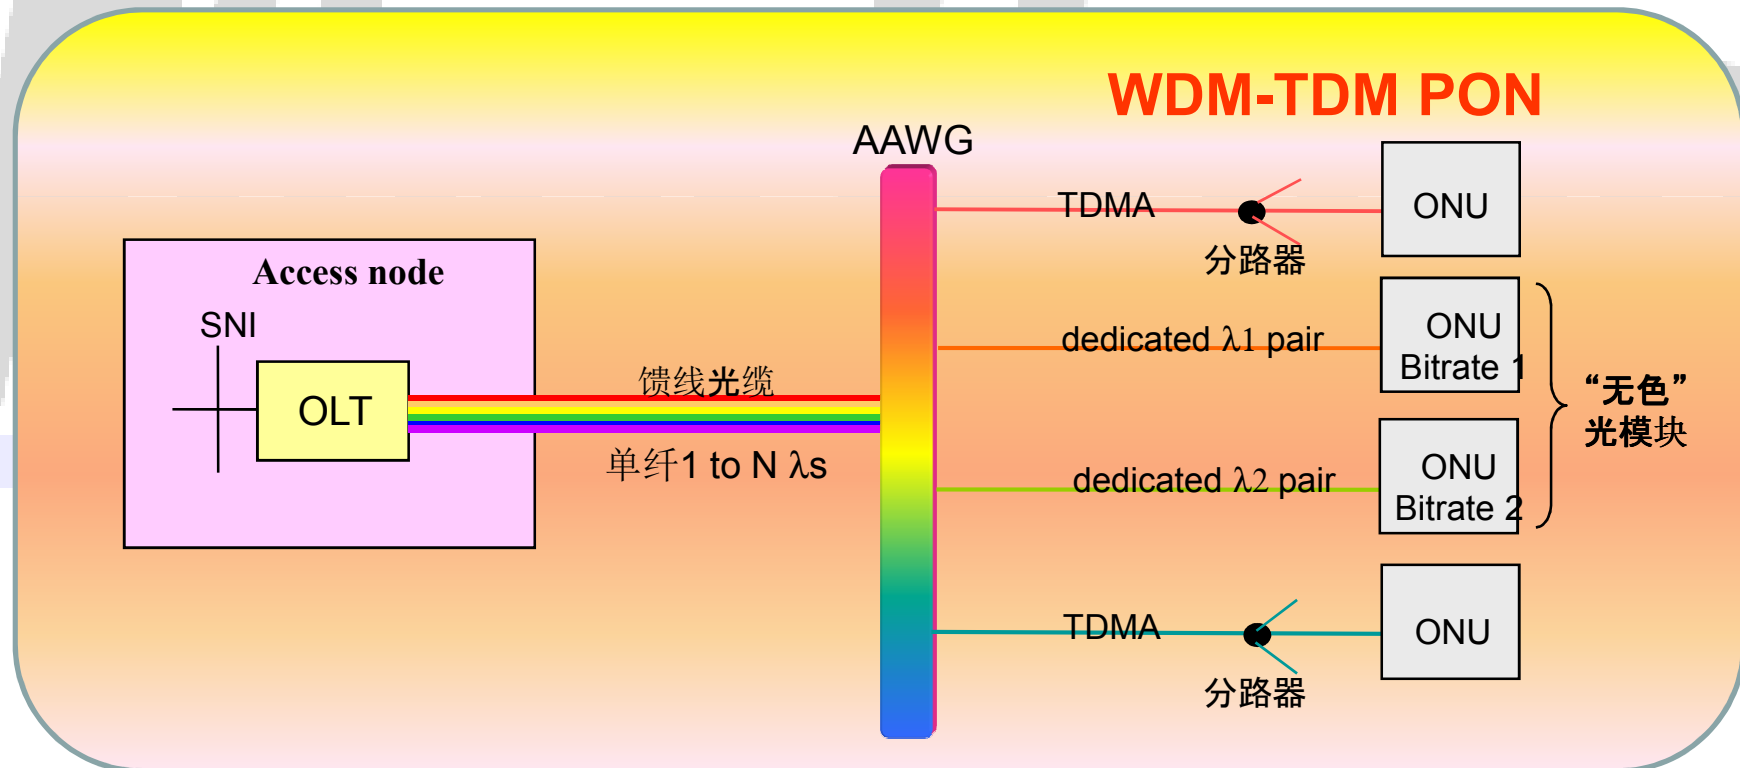 WDM-TDM PON
AAWG
Access node
SNI
OLT
馈线光缆
单纤1 to N λs
TDMA
分路器
ONU
dedicated λ1 pair
ONU
Bitrate 1
dedicated λ2 pair
ONU
Bitrate 2
“无色”
光模块
TDMA
分路器
ONU